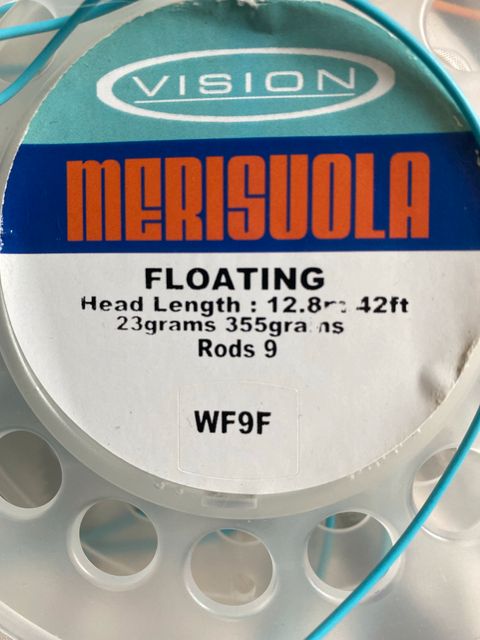 VISION
MERISUOLA
FLOATING
Head Length : 12.8m 42ft
23grams 355grains
Rods 9
WF9F